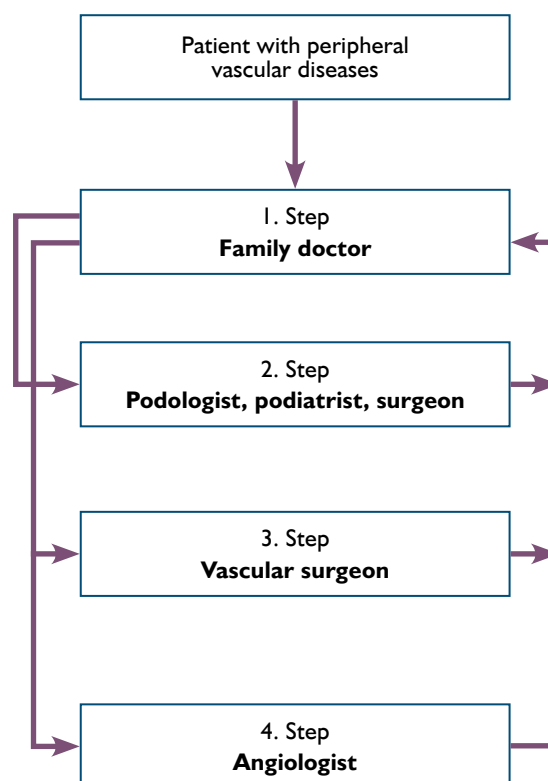 Patient with peripheral
vascular diseases
1. Step
Family doctor
2. Step
Podologist, podiatrist, surgeon
3. Step
Vascular surgeon
4. Step
Angiologist